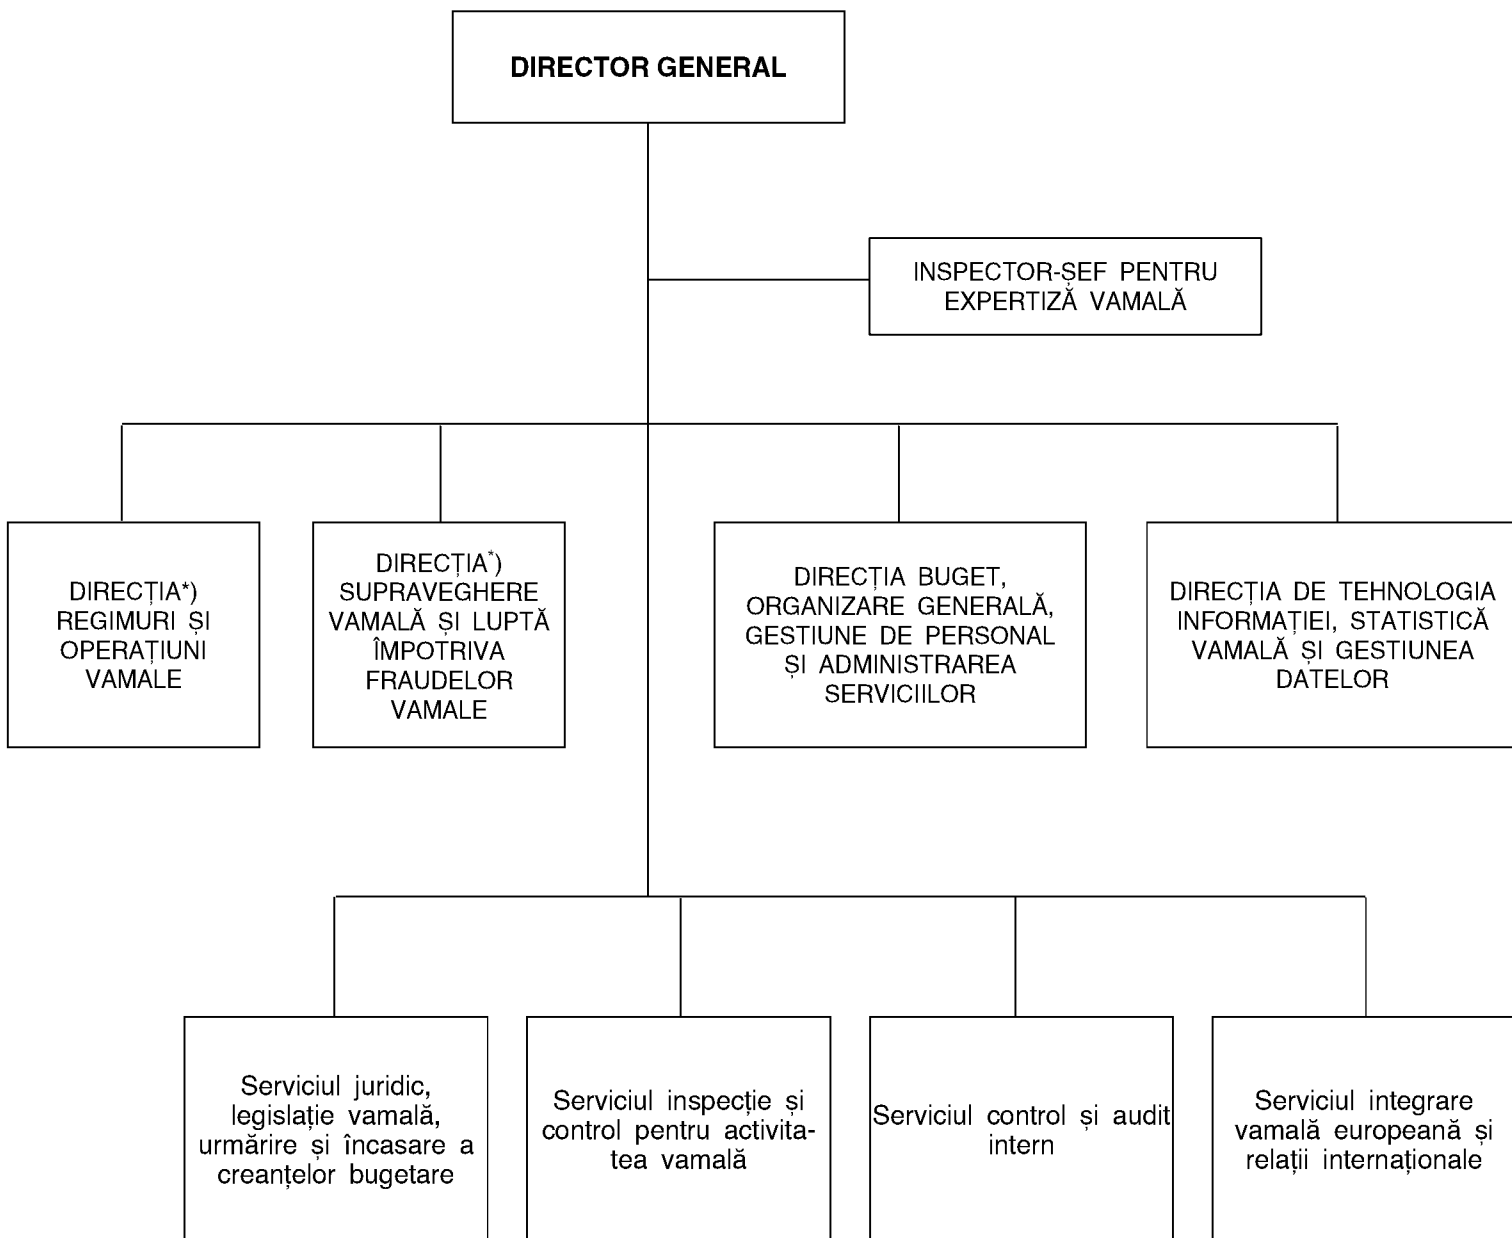 DIRECTOR GENERAL
INSPECTOR-ȘEF PENTRU
EXPERTIZĂ VAMALĂ
DIRECȚIA*)
REGIMURI ȘI
OPERAȚIUNI
VAMALE
DIRECȚIA*)
SUPRAVEGHERE
VAMALĂ ȘI LUPTĂ
ÎMPOTRIVA
FRAUDELOR
VAMALE
DIRECȚIA BUGET,
ORGANIZARE GENERALĂ,
GESTIUNE DE PERSONAL
ȘI ADMINISTRAREA
SERVICIILOR
DIRECȚIA DE TEHNOLOGIA
INFORMAȚIEI, STATISTICĂ
VAMALĂ ȘI GESTIUNEA
DATELOR
Serviciul juridic,
legislație vamală,
urmărire și încasare a
creanțelor bugetare
Serviciul inspecție și
control pentru activita-
tea vamală
Serviciul control și audit
intern
Serviciul integrare
vamală europeană și
relații internaționale